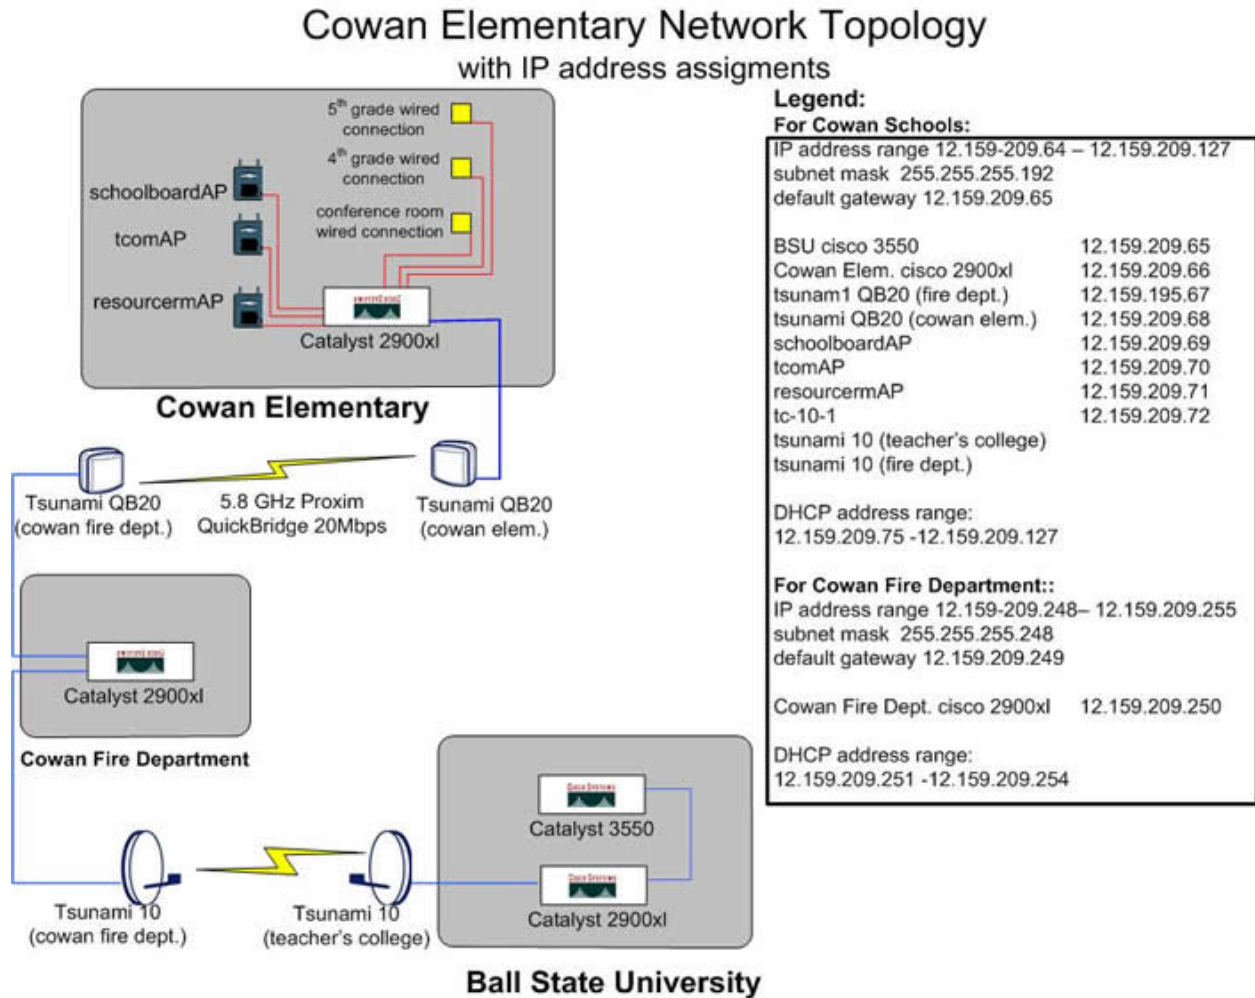 Cowan Elementary Network Topology
with IP address assigments
5th grade wired
connection
4th grade wired
connection
conference room
wired connection
schoolboardAP
tcomAP
resourcermAP
Catalyst 2900xl
Cowan Elementary
Tsunami QB20
(cowan fire dept.)
5.8 GHz Proxim
QuickBridge 20Mbps
Tsunami QB20
(cowan elem.)
Catalyst 2900xl
Cowan Fire Department
Tsunami 10
(cowan fire dept.)
Tsunami 10
(teacher's college)
Cisco Systems
Catalyst 3550
Cisco Systems
Catalyst 2900xl
Ball State University
Legend:
For Cowan Schools:
IP address range 12.159-209.64 – 12.159.209.127
subnet mask 255.255.255.192
default gateway 12.159.209.65
BSU cisco 3550 12.159.209.65
Cowan Elem. cisco 2900xl 12.159.209.66
tsunam1 QB20 (fire dept.) 12.159.195.67
tsunami QB20 (cowan elem.) 12.159.209.68
schoolboardAP 12.159.209.69
tcomAP 12.159.209.70
resourcermAP 12.159.209.71
tc-10-1 12.159.209.72
tsunami 10 (teacher's college)
tsunami 10 (fire dept.)
DHCP address range:
12.159.209.75 -12.159.209.127
For Cowan Fire Department::
IP address range 12.159-209.248– 12.159.209.255
subnet mask 255.255.255.248
default gateway 12.159.209.249
Cowan Fire Dept. cisco 2900xl 12.159.209.250
DHCP address range:
12.159.209.251 -12.159.209.254